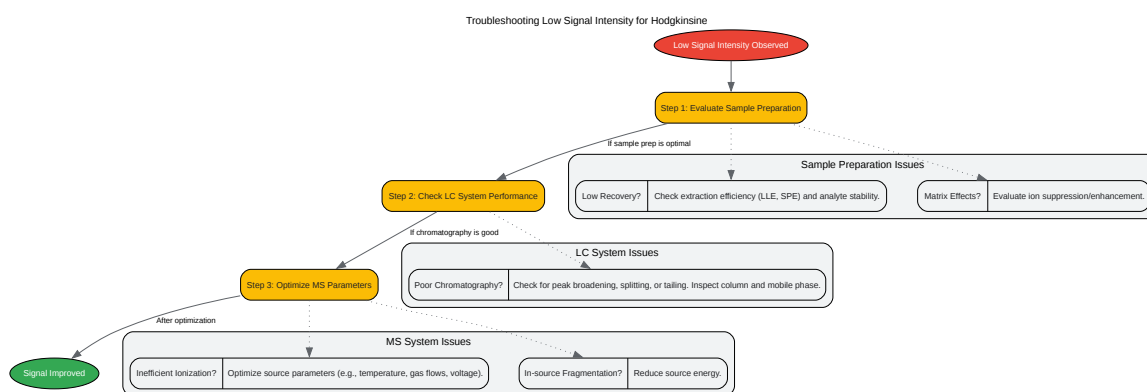 Troubleshooting Low Signal Intensity for Hodgkinsine
Low Signal Intensity Observed
Step 1: Evaluate Sample Preparation
If sample prep is optimal
Sample Preparation Issues
Low Recovery?
Check extraction efficiency (LLE, SPE) and analyte stability.
Matrix Effects?
Evaluate ion suppression/enhancement.
Step 2: Check LC System Performance
If chromatography is good
LC System Issues
Poor Chromatography?
Check for peak broadening, splitting, or tailing. Inspect column and mobile phase.
Step 3: Optimize MS Parameters
After optimization
MS System Issues
Signal Improved
Inefficient Ionization?
Optimize source parameters (e.g., temperature, gas flows, voltage).
In-source Fragmentation?
Reduce source energy.